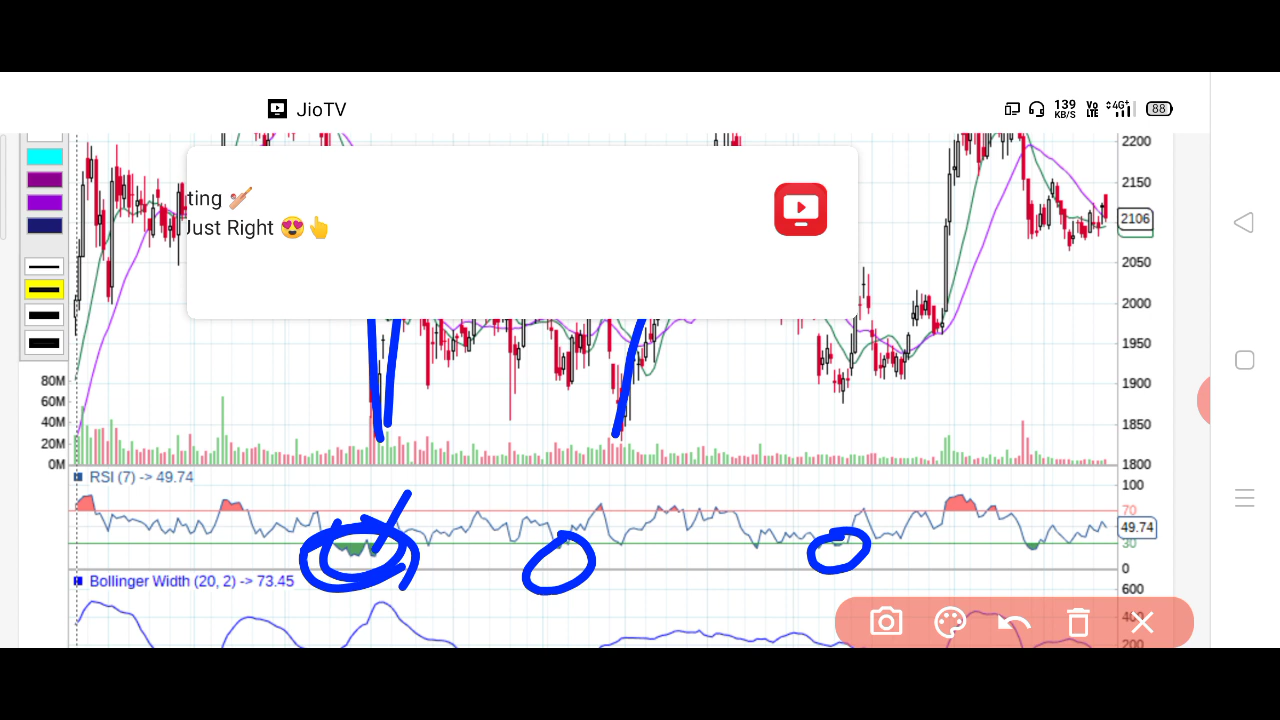 JioTV
139
KB/S
Vo
LTE
4G+
88
ting 🏏
Just Right 😍👆
2200
2150
2106
2050
2000
1950
1900
1850
1800
80M
60M
40M
20M
0M
RSI (7) -> 49.74
100
70
49.74
30
0
Bollinger Width (20, 2) -> 73.45
600
400
200